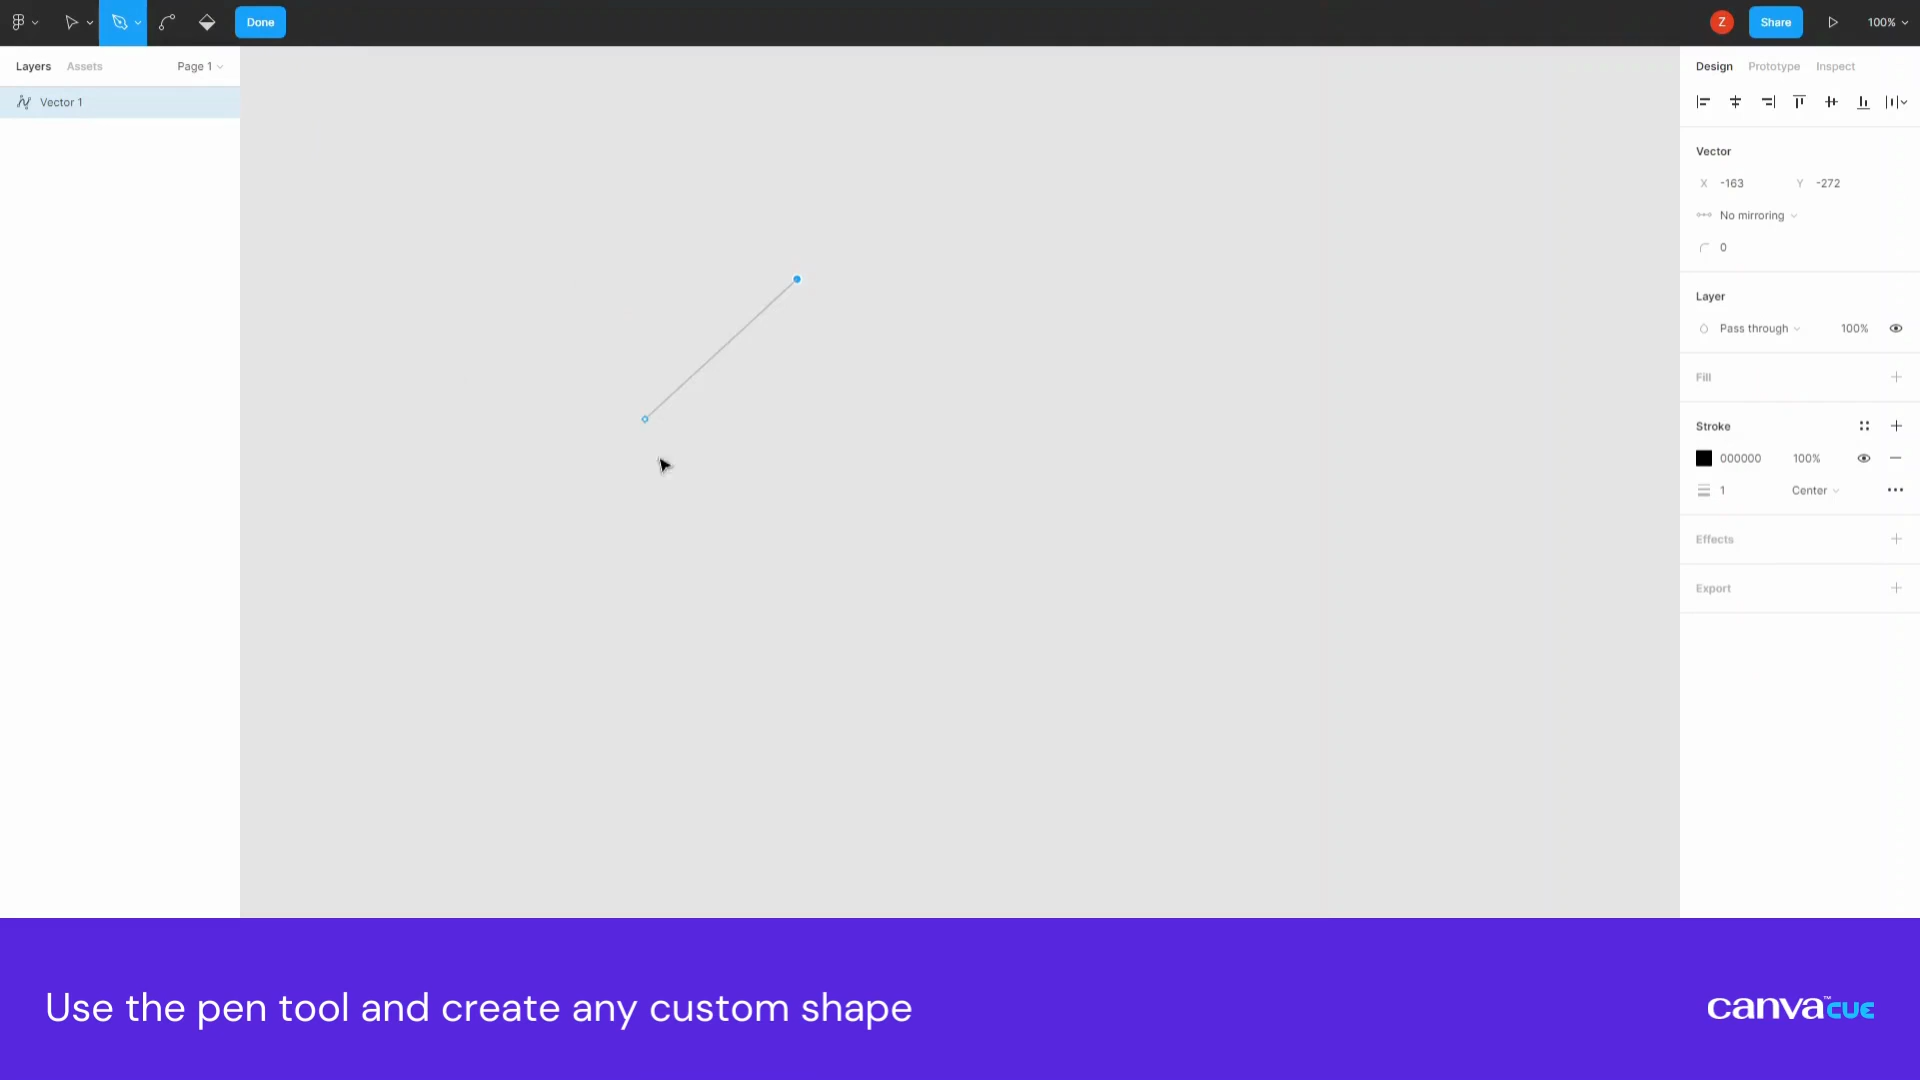 Done
Z
Share
100%
Layers
Assets
Page 1
Design
Prototype
Inspect
Vector 1
Vector
X
-163
Y
-272
No mirroring
0
Layer
Pass through
100%
Fill
Stroke
000000
100%
1
Center
Effects
Export
Use the pen tool and create any custom shape
canva™CUE